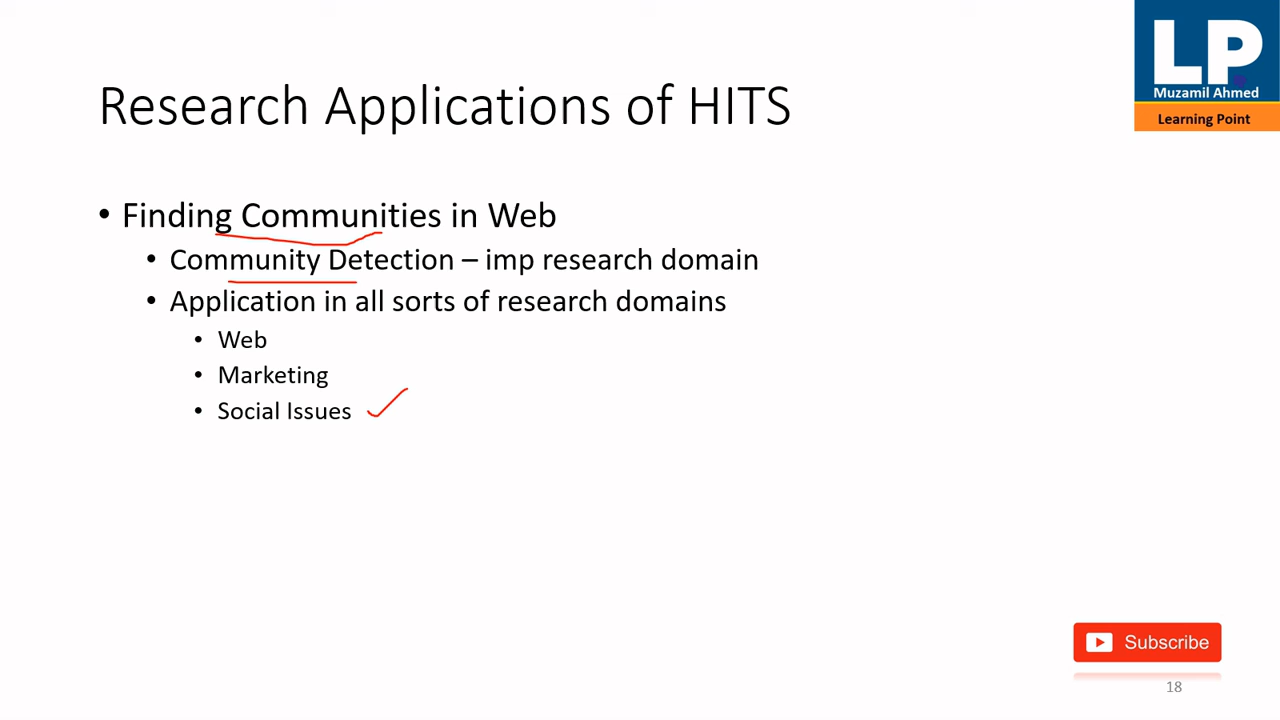 LP
Muzamil Ahmed
Learning Point
Research Applications of HITS
• Finding Communities in Web
• Community Detection – imp research domain
• Application in all sorts of research domains
• Web
• Marketing
• Social Issues
Subscribe
18